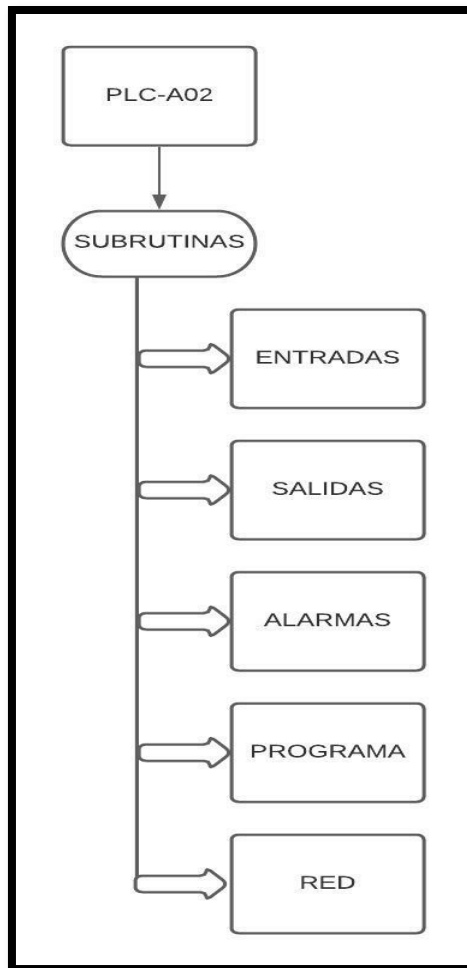 PLC-A02
SUBRUTINAS
ENTRADAS
SALIDAS
ALARMAS
PROGRAMA
RED